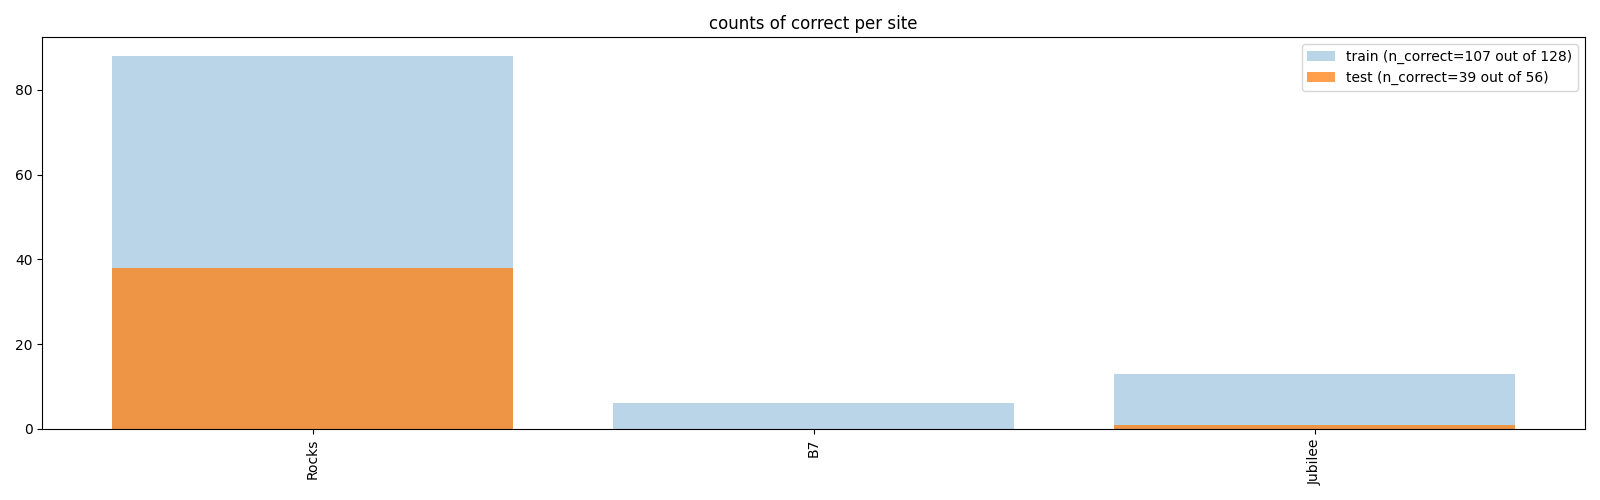 counts of correct per site
train (n_correct=107 out of 128)
test (n_correct=39 out of 56)
80
60
40
20
0
Rocks
B7
Jubilee